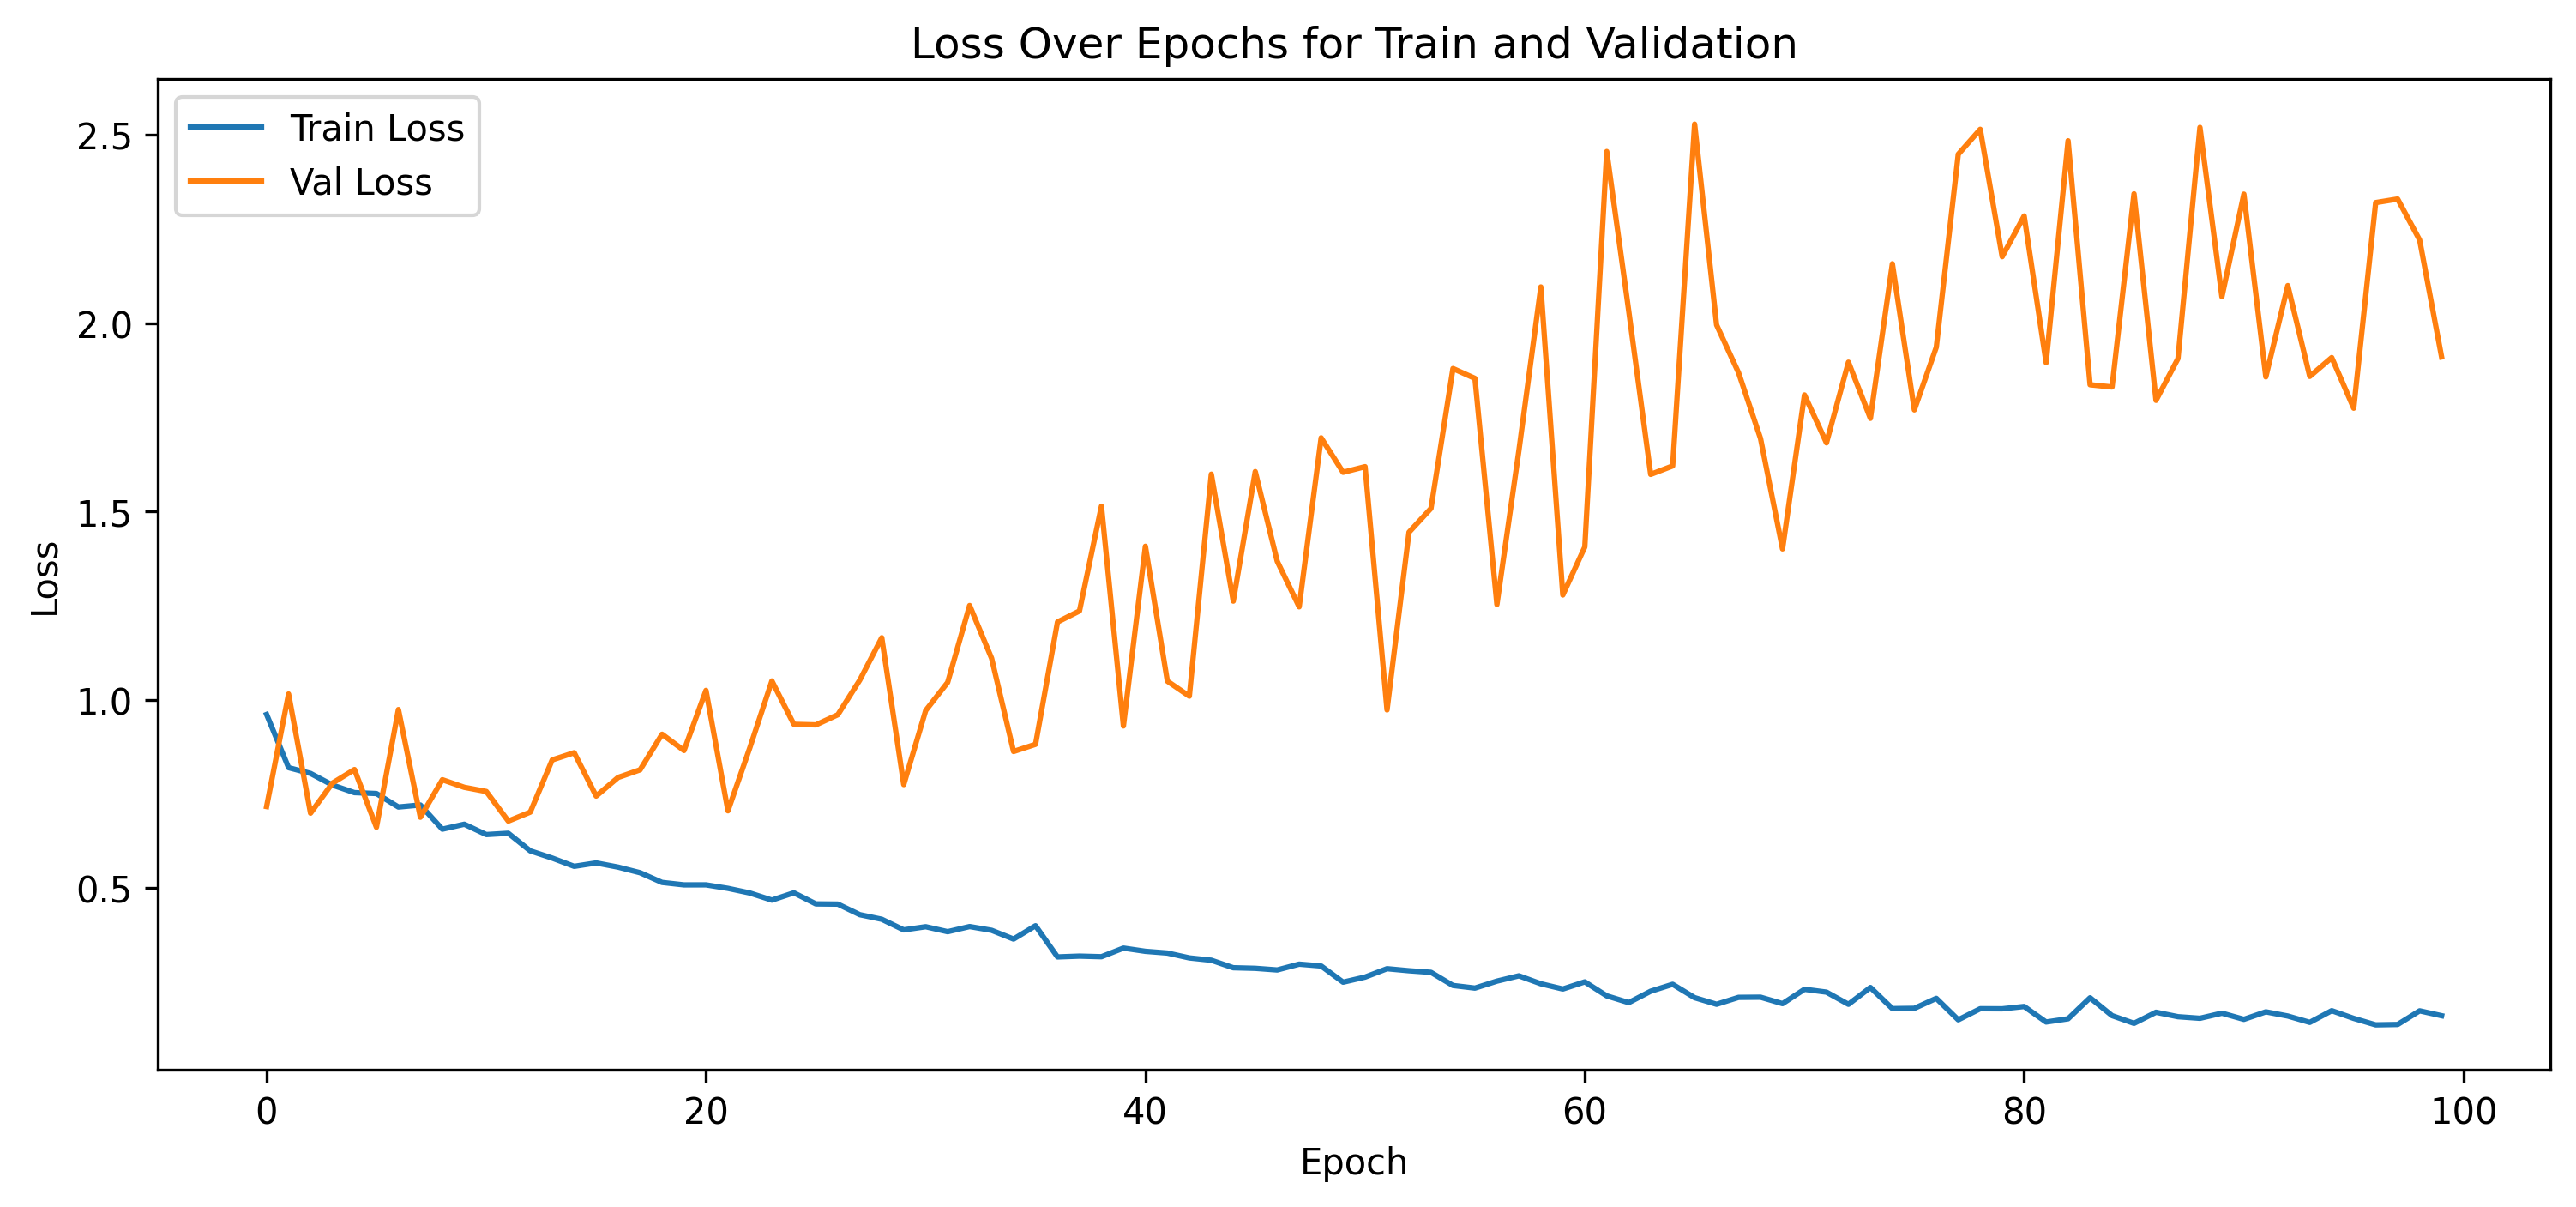 Loss Over Epochs for Train and Validation
Train Loss
Val Loss
2.5
2.0
1.5
1.0
0.5
Loss
0 20 40 60 80 100
Epoch